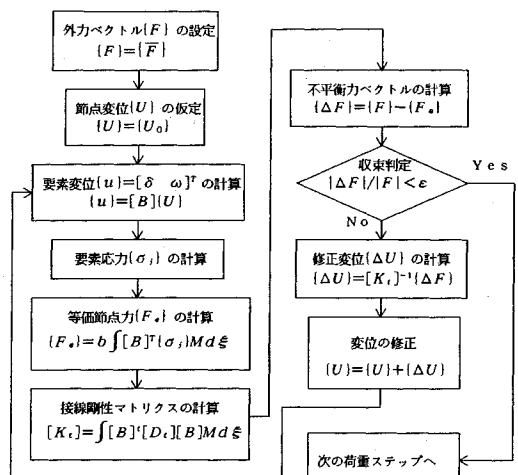 外力ベクトル{F} の設定
{F}={F̅}
節点変位{U} の仮定
{U}={U₀}
要素変位{u}=[δ ω]ᵀ の計算
{u}=[B]{U}
要素応力{σⱼ} の計算
等価節点力{Fₑ} の計算
{Fₑ}=b∫[B]ᵀ{σⱼ}Mdξ
接線剛性マトリクスの計算
[Kₜ]=∫[B]ᵗ[Dₜ][B]Mdξ
不平衡力ベクトルの計算
{ΔF}={F}-{Fₑ}
収束判定
|ΔF|/|F|<ε
Yes
No
修正変位{ΔU} の計算
{ΔU}=[Kₜ]⁻¹{ΔF}
変位の修正
{U}={U}+{ΔU}
次の荷重ステップへ